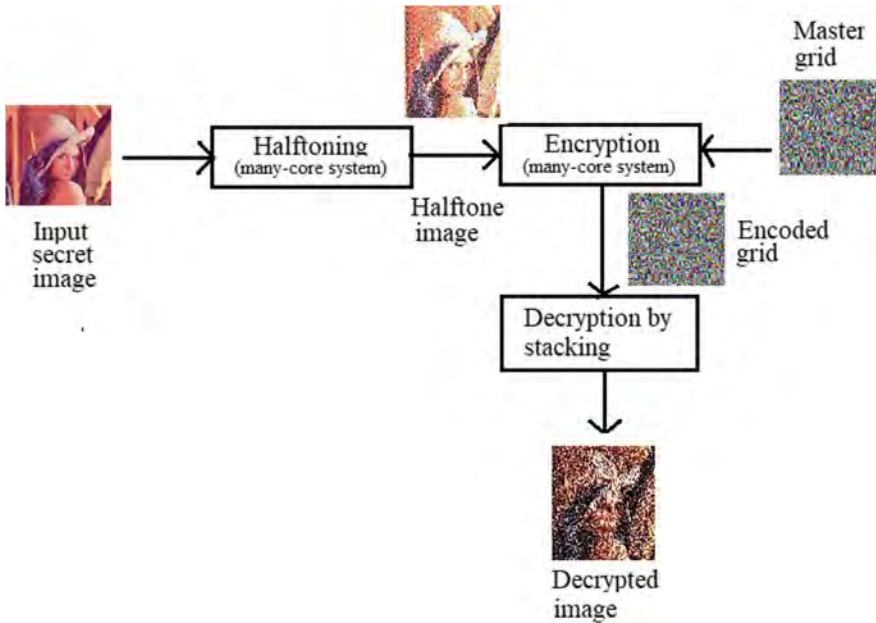 Input
secret
image
Halftoning
(many-core system)
Halftone
image
Encryption
(many-core system)
Master
grid
Encoded
grid
Decryption by
stacking
Decrypted
image